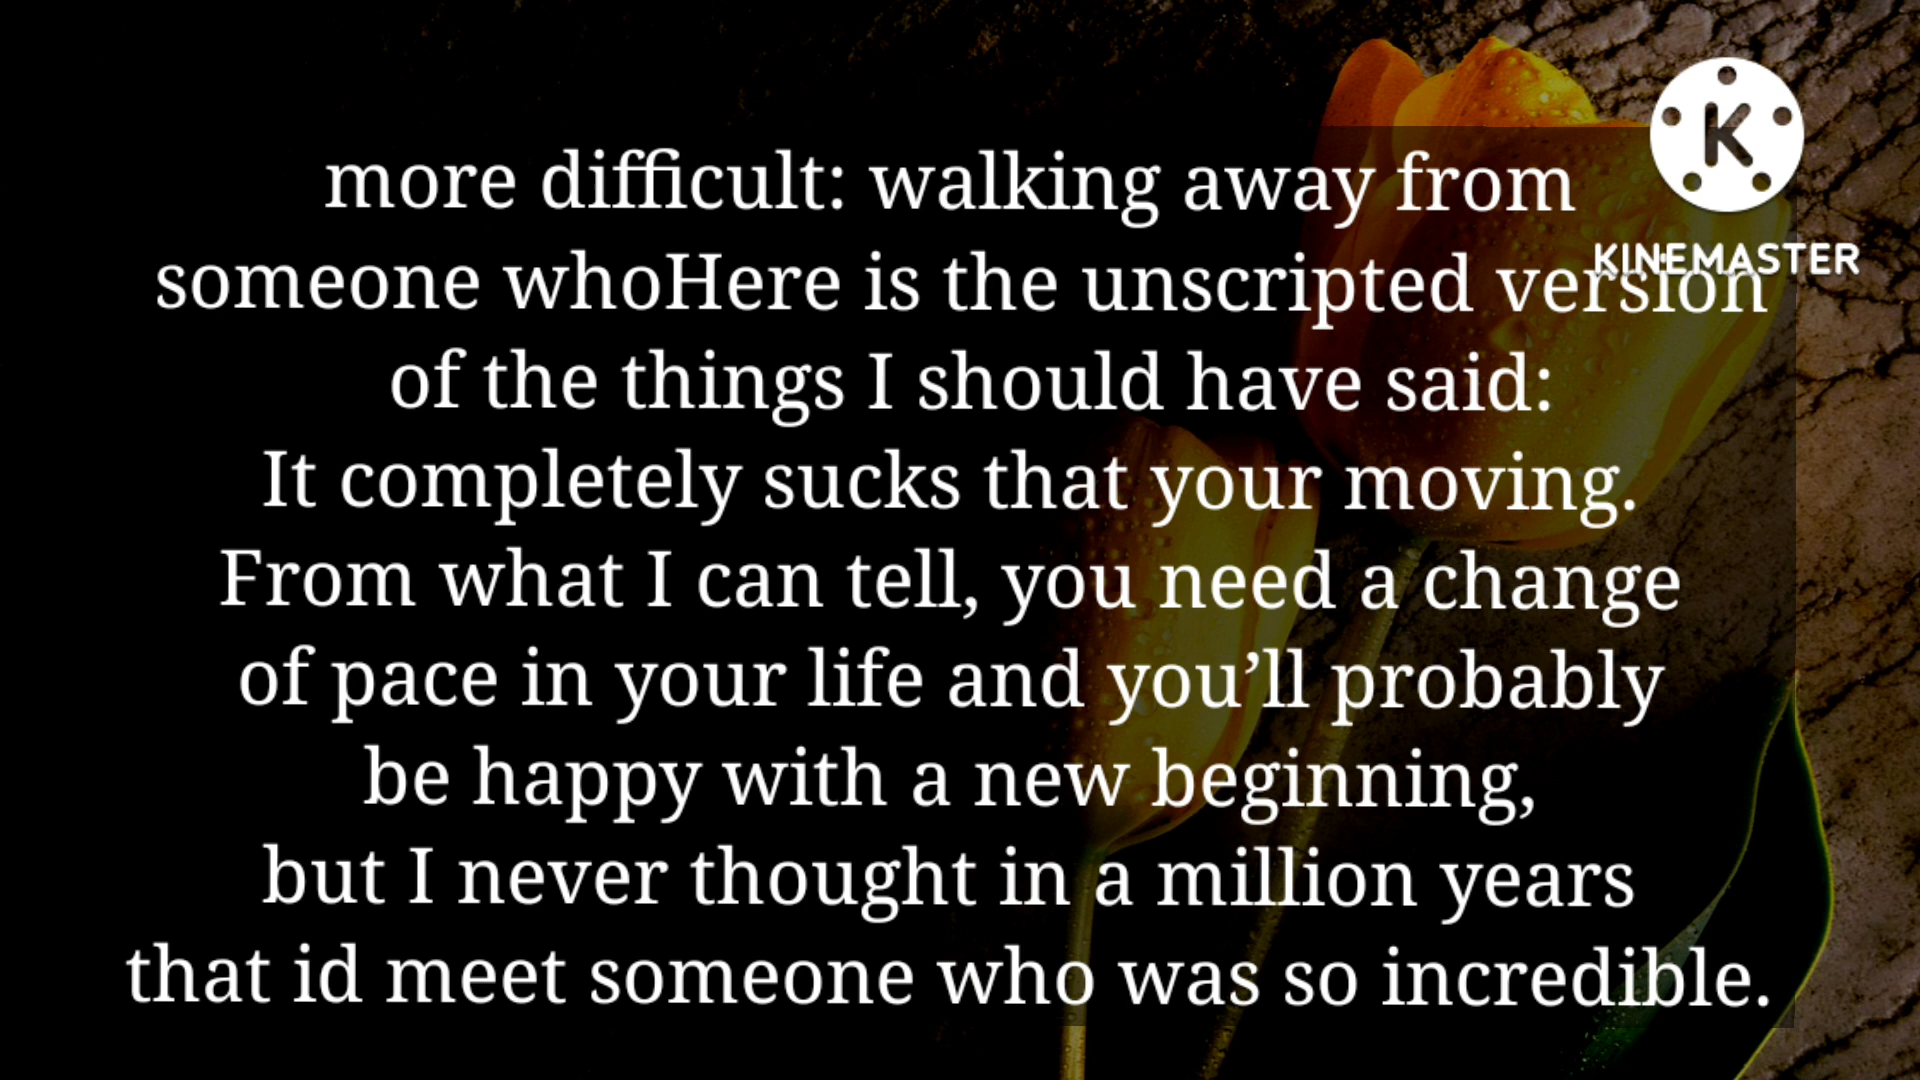 more difficult: walking away from
someone whoHere is the unscripted version
of the things I should have said:
It completely sucks that your moving.
From what I can tell, you need a change
of pace in your life and you’ll probably
be happy with a new beginning,
but I never thought in a million years
that id meet someone who was so incredible.
K
KINEMASTER